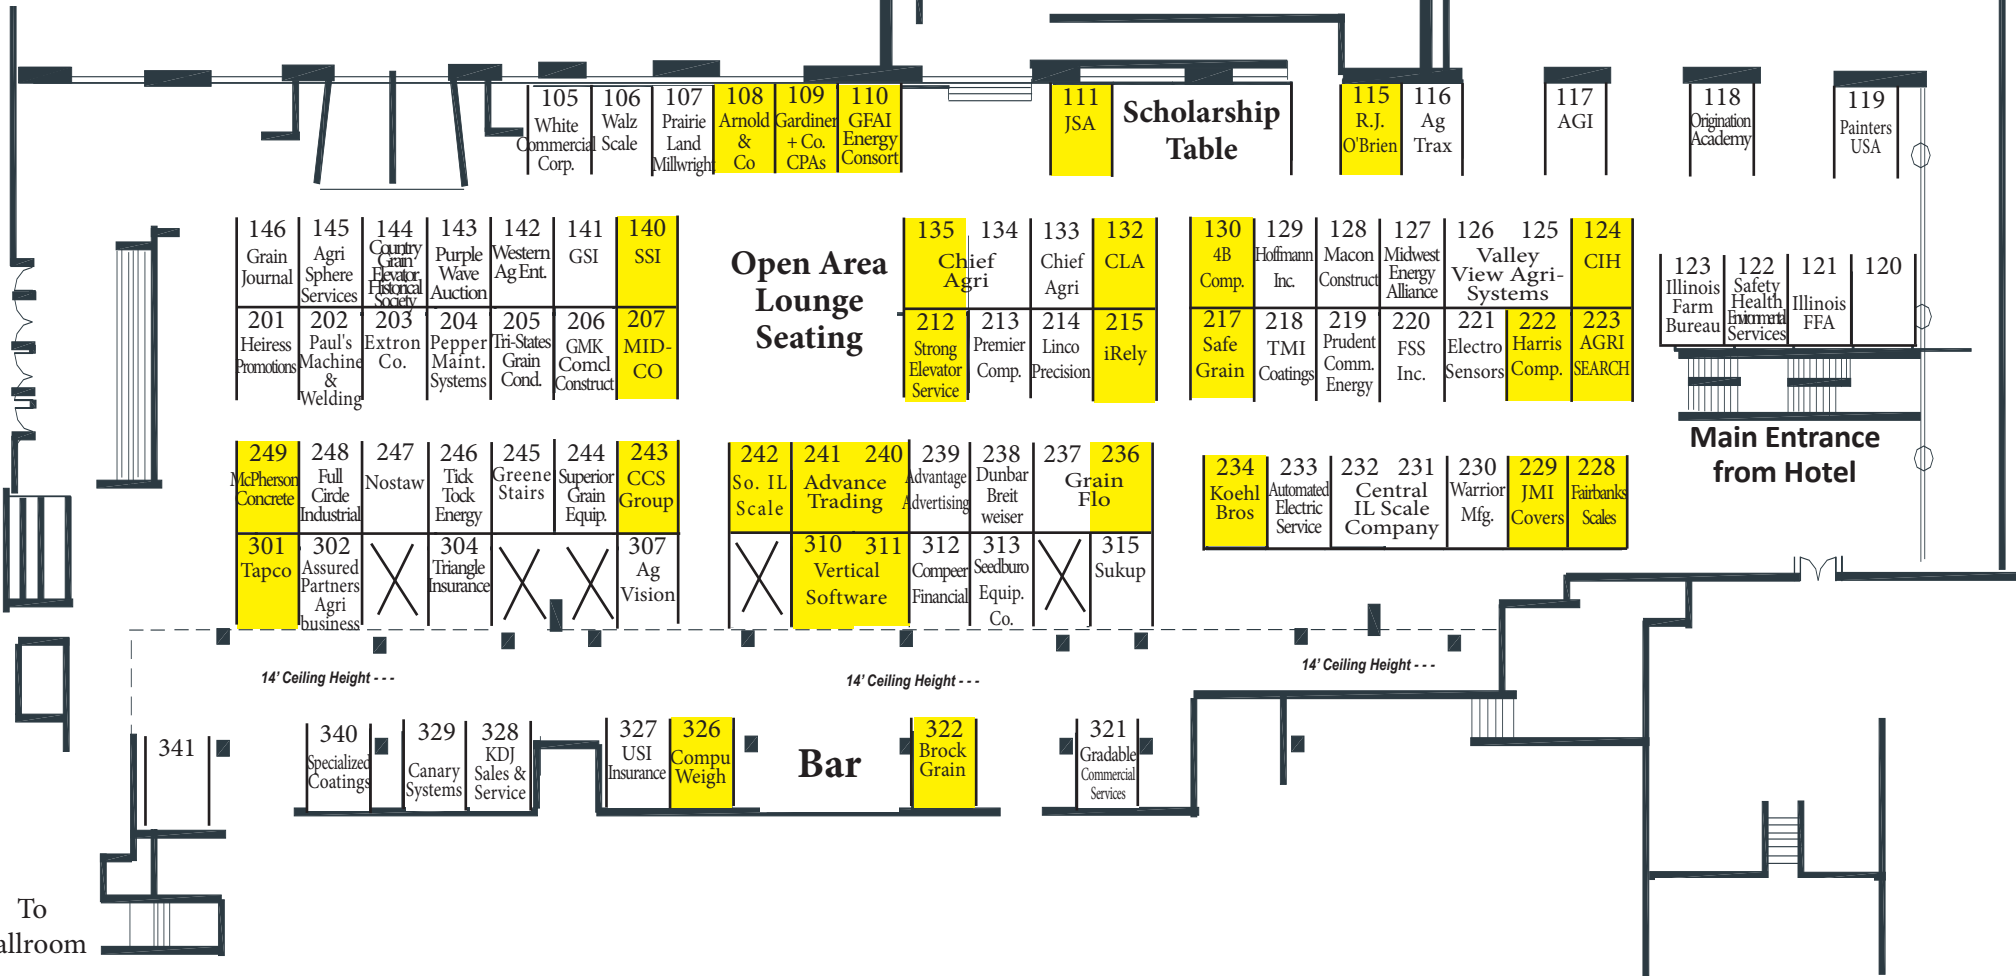 105
White
Commercial
Corp.
106
Walz
Scale
107
Prairie
Land
Millwright
108
Arnold
&
Co
109
Gardiner
+ Co.
CPAs
110
GFAI
Energy
Consort
111
JSA
Scholarship
Table
115
R.J.
O'Brien
116
Ag
Trax
117
AGI
118
Origination
Academy
119
Painters
USA
146
Grain
Journal
145
Agri
Sphere
Services
144
Country
Grain
Elevator
Historical
Society
143
Purple
Wave
Auction
142
Western
Ag Ent.
141
GSI
140
SSI
Open Area
Lounge
Seating
135 134
Chief
Agri
133
Chief
Agri
132
CLA
130
4B
Comp.
129
Hoffmann
Inc.
128
Macon
Construct
127
Midwest
Energy
Alliance
126 125
Valley
View Agri-
Systems
124
CIH
123
Illinois
Farm
Bureau
122
Safety
Health
Environmental
Services
121
Illinois
FFA
120
201
Heiress
Promotions
202
Paul's
Machine
&
Welding
203
Extron
Co.
204
Pepper
Maint.
Systems
205
Tri-States
Grain
Cond.
206
GMK
Comcl
Construct
207
MID-
CO
212
Strong
Elevator
Service
213
Premier
Comp.
214
Linco
Precision
215
iRely
217
Safe
Grain
218
TMI
Coatings
219
Prudent
Comm.
Energy
220
FSS
Inc.
221
Electro
Sensors
222
Harris
Comp.
223
AGRI
SEARCH
Main Entrance
from Hotel
249
McPherson
Concrete
248
Full
Circle
Industrial
247
Nostaw
246
Tick
Tock
Energy
245
Greene
Stairs
244
Superior
Grain
Equip.
243
CCS
Group
242
So. IL
Scale
241 240
Advance
Trading
239
Advantage
Advertising
238
Dunbar
Breit
weiser
237 236
Grain
Flo
234
Koehl
Bros
233
Automated
Electric
Service
232 231
Central
IL Scale
Company
230
Warrior
Mfg.
229
JMI
Covers
228
Fairbanks
Scales
301
Tapco
302
Assured
Partners
Agri
business
304
Triangle
Insurance
307
Ag
Vision
310 311
Vertical
Software
312
Compeer
Financial
313
Seedburo
Equip.
Co.
315
Sukup
14' Ceiling Height - - -
14' Ceiling Height - - -
14' Ceiling Height - - -
341
340
Specialized
Coatings
329
Canary
Systems
328
KDJ
Sales &
Service
327
USI
Insurance
326
Compu
Weigh
Bar
322
Brock
Grain
321
Gradable
Commercial
Services
To
allroom